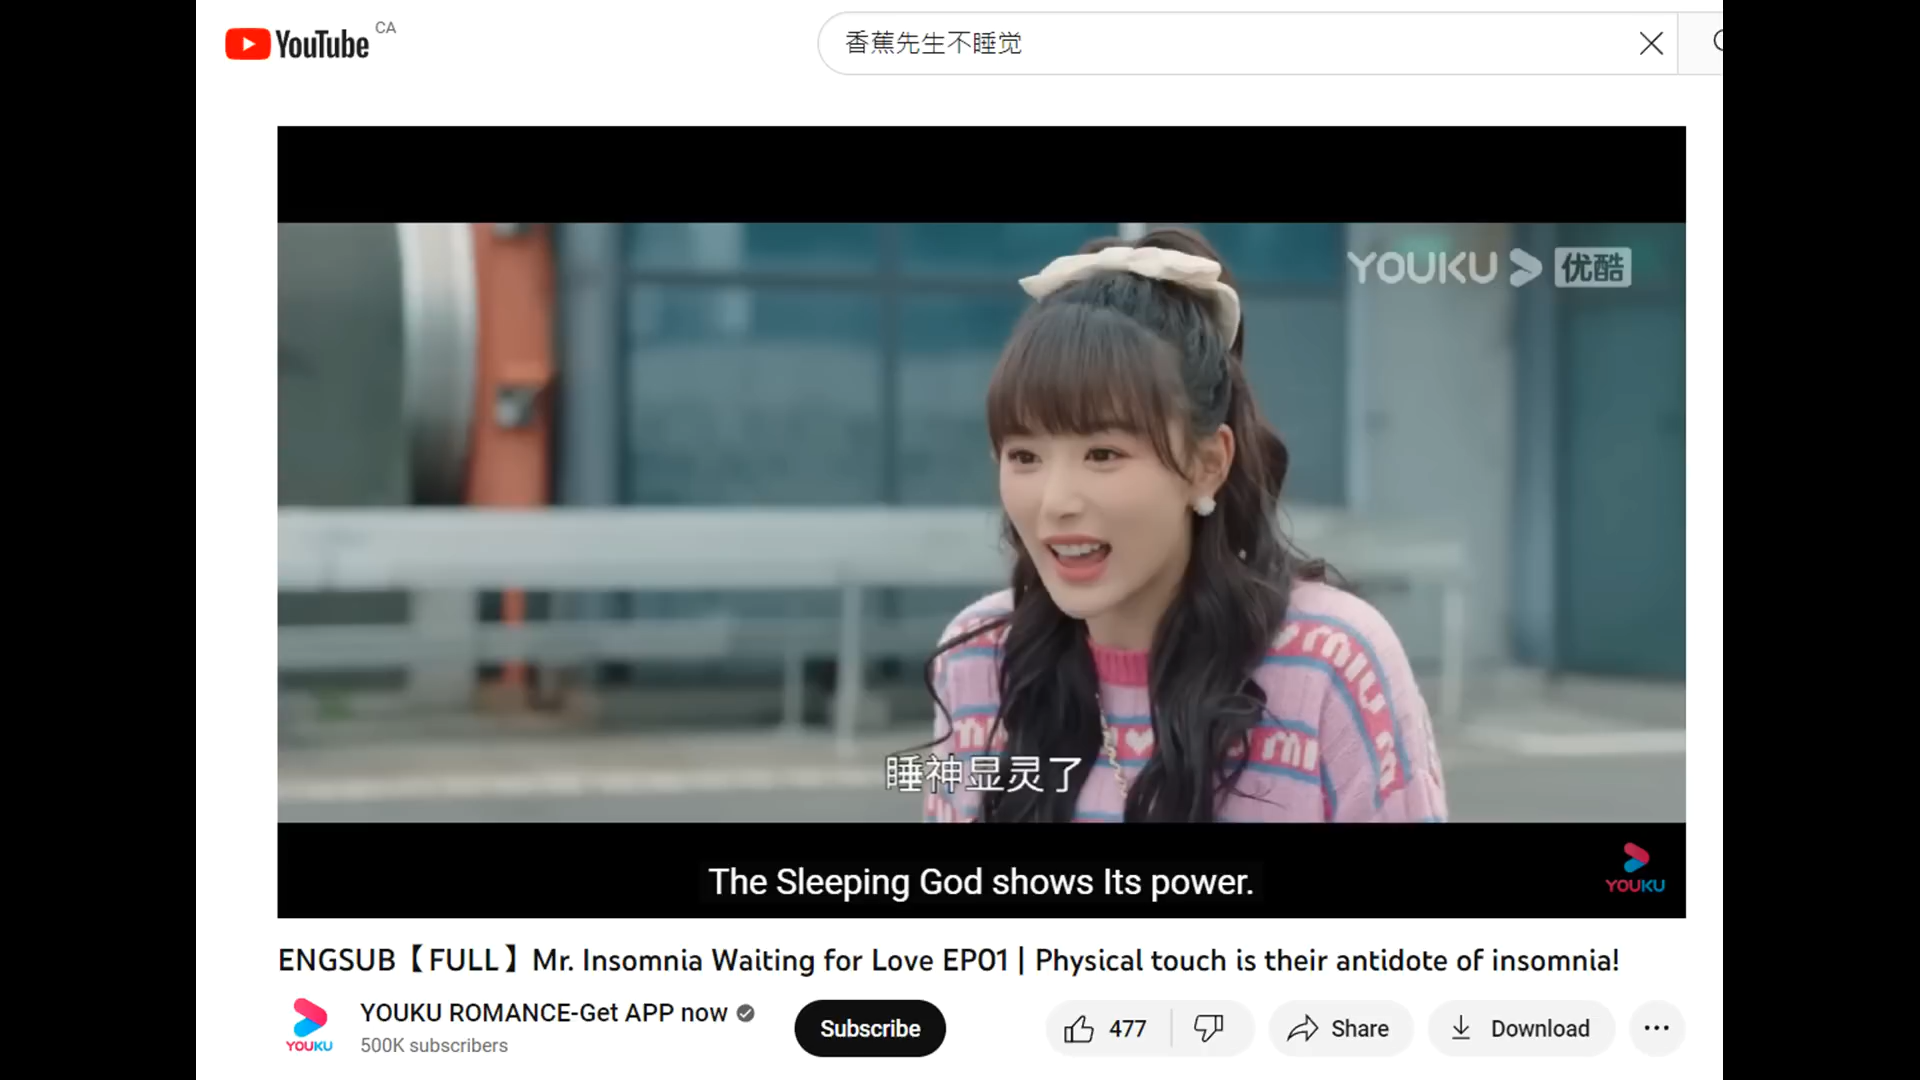 YouTube CA
香蕉先生不睡觉
YOUKU 优酷
睡神显灵了
The Sleeping God shows Its power.
YOUKU
ENGSUB【FULL】Mr. Insomnia Waiting for Love EP01 | Physical touch is their antidote of insomnia!
YOUKU
YOUKU ROMANCE-Get APP now
500K subscribers
Subscribe
477
Share
Download